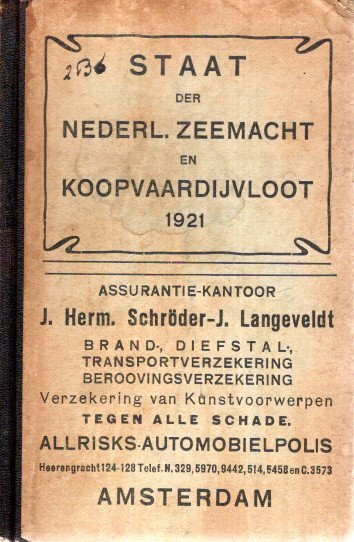 2536
STAAT
DER
NEDERL. ZEEMACHT
EN
KOOPVAARDIJVLOOT
1921
ASSURANTIE-KANTOOR
J. Herm. Schröder-J. Langeveldt
BRAND-, DIEFSTAL-,
TRANSPORTVERZEKERING
BEROOVINGSVERZEKERING
Verzekering van Kunstvoorwerpen
TEGEN ALLE SCHADE.
ALLRISKS-AUTOMOBIELPOLIS
Heerengracht 124-128 Telef. N. 329, 5970, 9442, 514, 5458 en C. 3573
AMSTERDAM